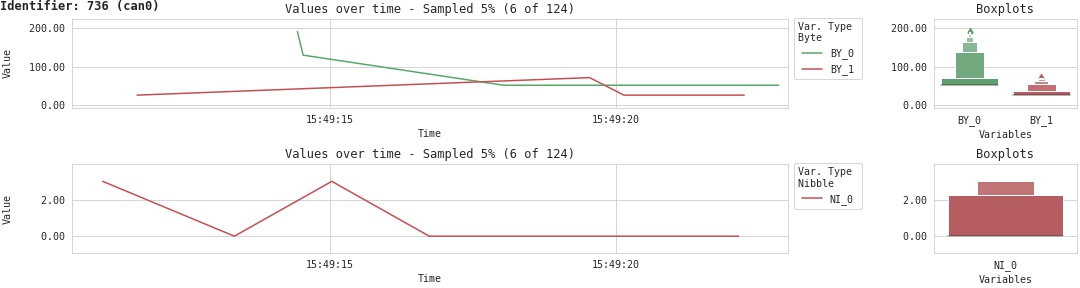 Identifier: 736 (can0)
Values over time - Sampled 5% (6 of 124)
Boxplots
Value
200.00
100.00
0.00
15:49:15
15:49:20
Time
Var. Type
Byte
BY_0
BY_1
200.00
100.00
0.00
BY_0
BY_1
Variables
Values over time - Sampled 5% (6 of 124)
Boxplots
Value
2.00
0.00
15:49:15
15:49:20
Time
Var. Type
Nibble
NI_0
2.00
0.00
NI_0
Variables